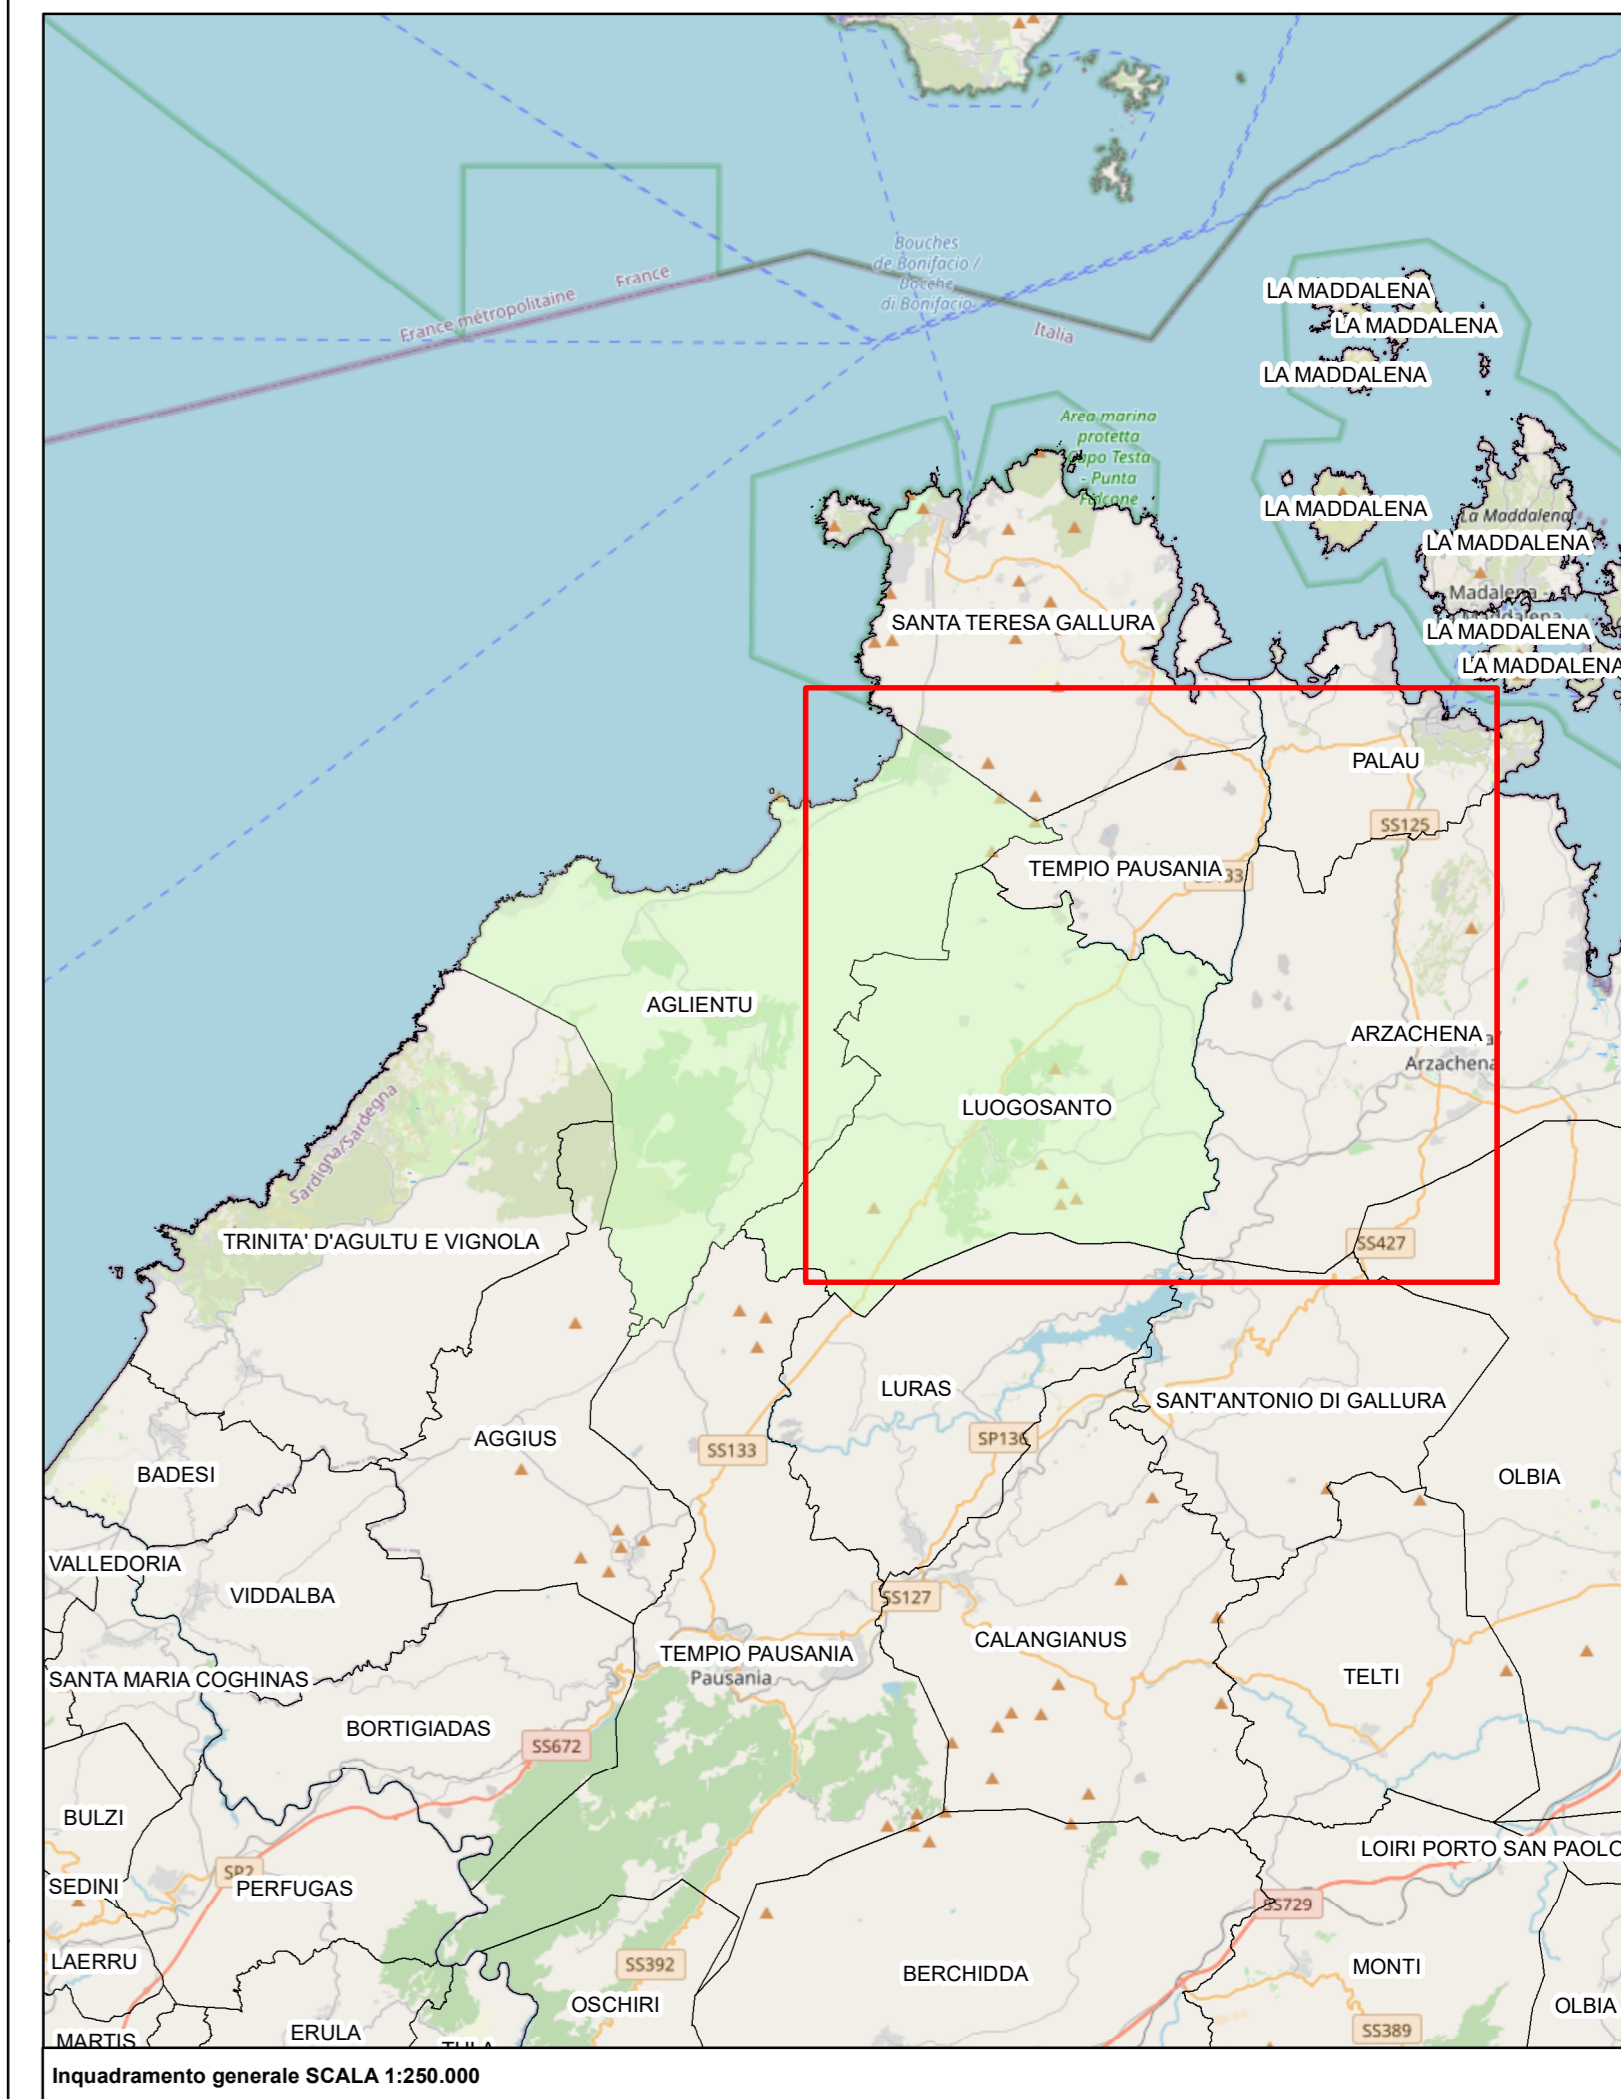 Bouches
de Bonifacio /
Bocche
di Bonifacio
France
France métropolitaine
Italia
LA MADDALENA
LA MADDALENA
LA MADDALENA
Area marina
protetta
Capo Testa
- Punta
Falcone
LA MADDALENA
La Maddalena
LA MADDALENA
Madalena -
LA MADDALENA
LA MADDALENA
SANTA TERESA GALLURA
PALAU
SS125
TEMPIO PAUSANIA
AGLIENTU
ARZACHENA
Arzachena
LUOGOSANTO
Sardigna/Sardegna
TRINITA' D'AGULTU E VIGNOLA
SS427
LURAS
SANT'ANTONIO DI GALLURA
AGGIUS
SS133
SP136
BADESI
OLBIA
VALLEDORIA
VIDDALBA
SS127
CALANGIANUS
TEMPIO PAUSANIA
Pausania
SANTA MARIA COGHINAS
TELTI
BORTIGIADAS
SS672
BULZI
LOIRI PORTO SAN PAOLO
SP2
SEDINI
PERFUGAS
SS729
LAERRU
SS392
BERCHIDDA
MONTI
OSCHIRI
OLBIA
MARTIS
ERULA
TULA
SS389
Inquadramento generale SCALA 1:250.000